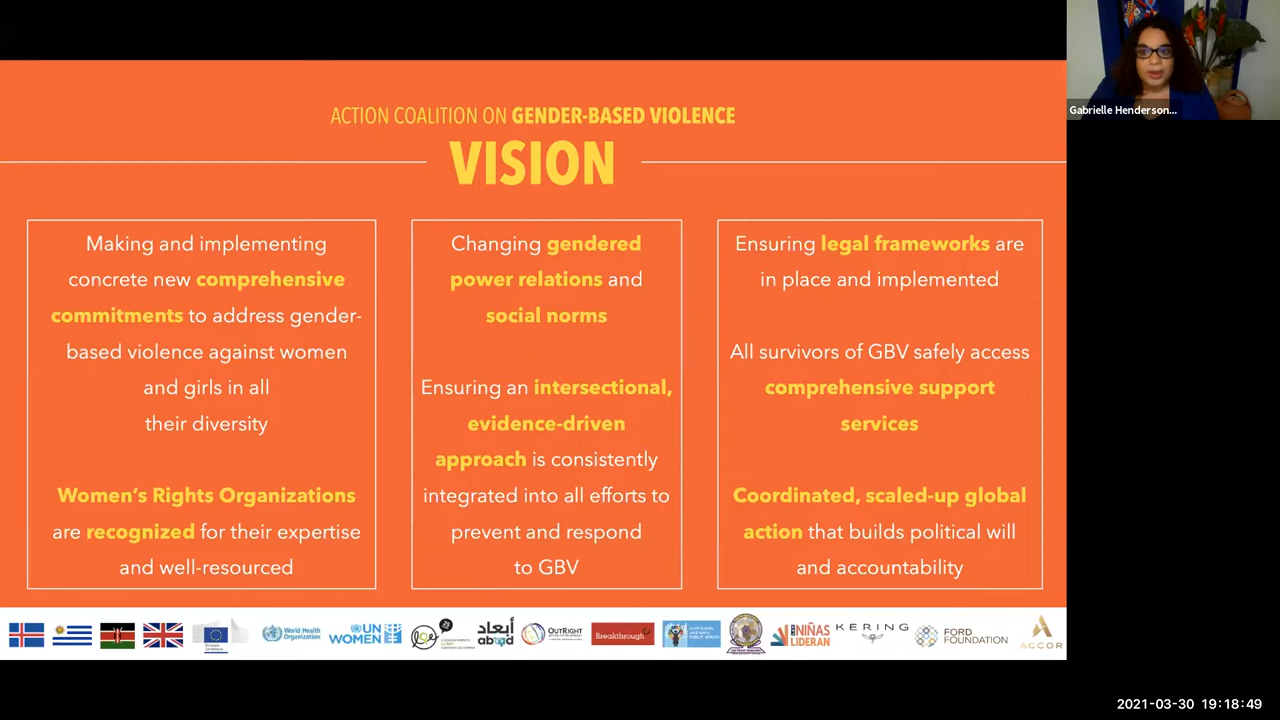 Gabrielle Henderson...
ACTION COALITION ON GENDER-BASED VIOLENCE
VISION
Making and implementing
concrete new comprehensive
commitments to address gender-
based violence against women
and girls in all
their diversity
Women's Rights Organizations
are recognized for their expertise
and well-resourced
Changing gendered
power relations and
social norms
Ensuring an intersectional,
evidence-driven
approach is consistently
integrated into all efforts to
prevent and respond
to GBV
Ensuring legal frameworks are
in place and implemented
All survivors of GBV safely access
comprehensive support
services
Coordinated, scaled-up global
action that builds political will
and accountability
World Health
Organization
UN
WOMEN
أبعاد
abaad
OUTRIGHT
Breakthrough
NIÑAS
LIDERAN
KERING
FORD
FOUNDATION
ACCOR
2021-03-30 19:18:49